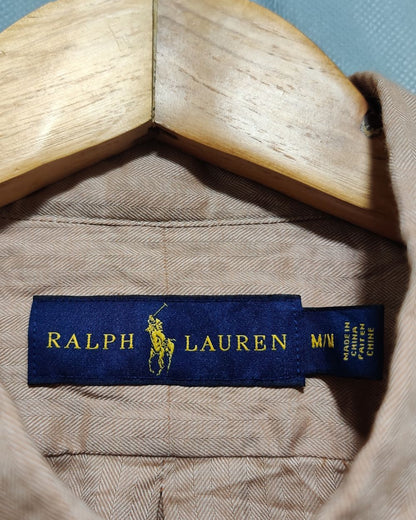 RALPH LAUREN
M/M
MADE IN
CHINA
FAIT EN
CHINE